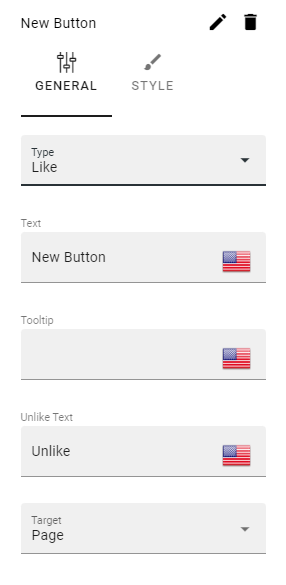 New Button
GENERAL
STYLE
Type
Like
Text
New Button
Tooltip
Unlike Text
Unlike
Target
Page